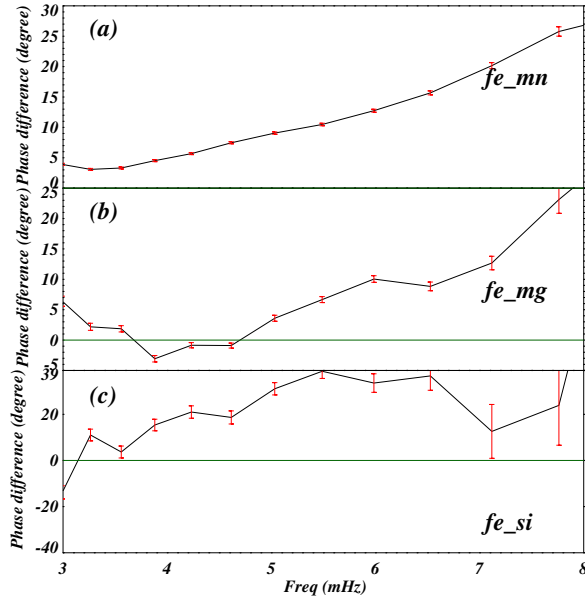 30
(a)
25
20
fe_mn
15
10
5
0
Phase difference (degree)
25
(b)
20
15
10
fe_mg
5
0
-5
Phase difference (degree)
39
(c)
20
0
-20
fe_si
-40
Phase difference (degree)
3 4 5 6 7 8
Freq (mHz)